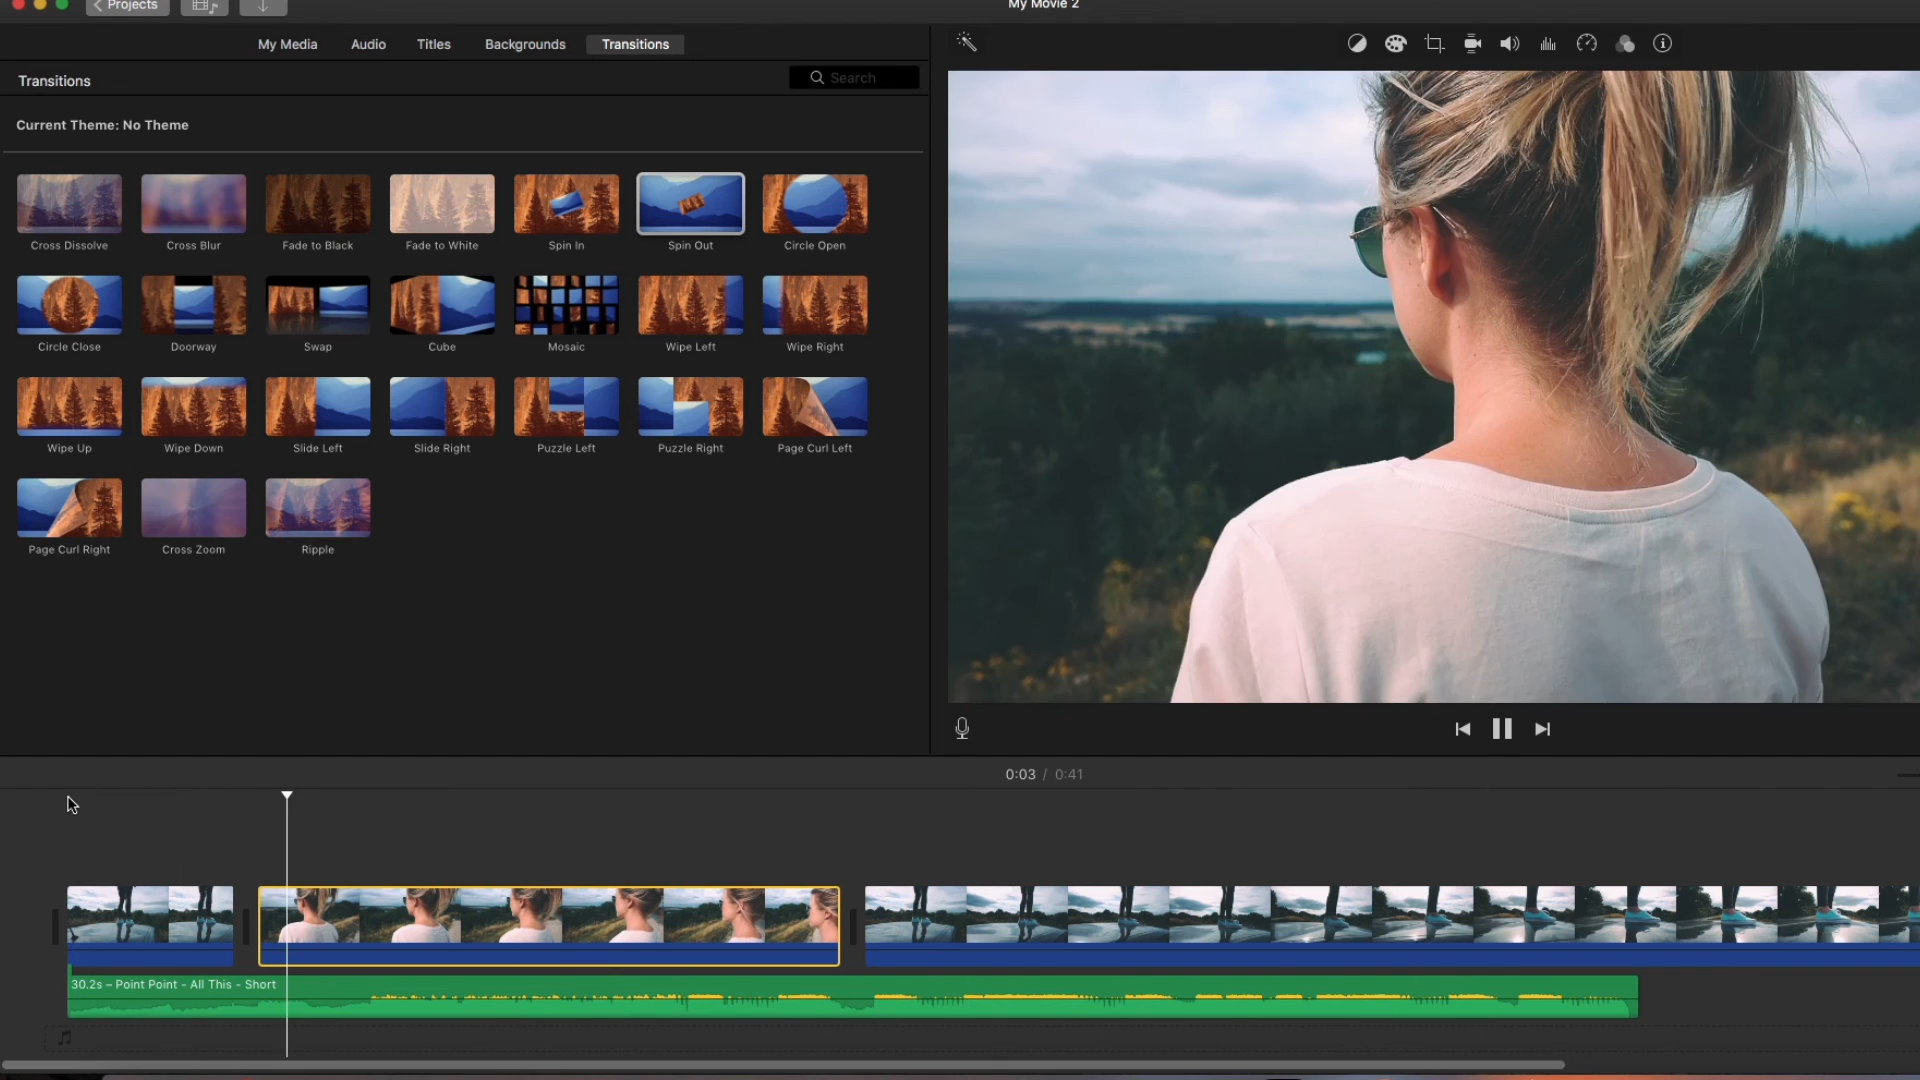 Projects
My Movie 2
My Media Audio Titles Backgrounds Transitions
Transitions
Search
Current Theme: No Theme
Cross Dissolve Cross Blur Fade to Black Fade to White Spin In Spin Out Circle Open
Circle Close Doorway Swap Cube Mosaic Wipe Left Wipe Right
Wipe Up Wipe Down Slide Left Slide Right Puzzle Left Puzzle Right Page Curl Left
Page Curl Right Cross Zoom Ripple
0:03 / 0:41
30.2s – Point Point - All This - Short